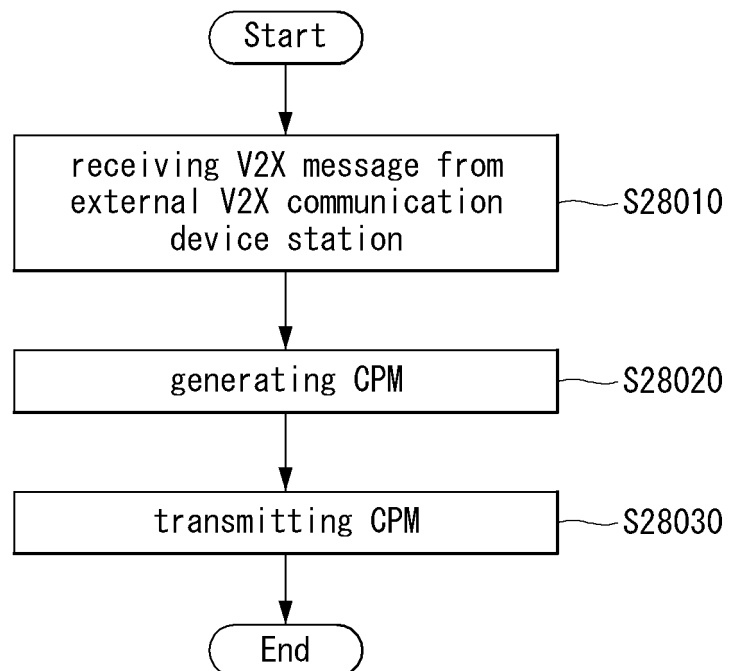 Start
receiving V2X message from
external V2X communication
device station
S28010
generating CPM
S28020
transmitting CPM
S28030
End